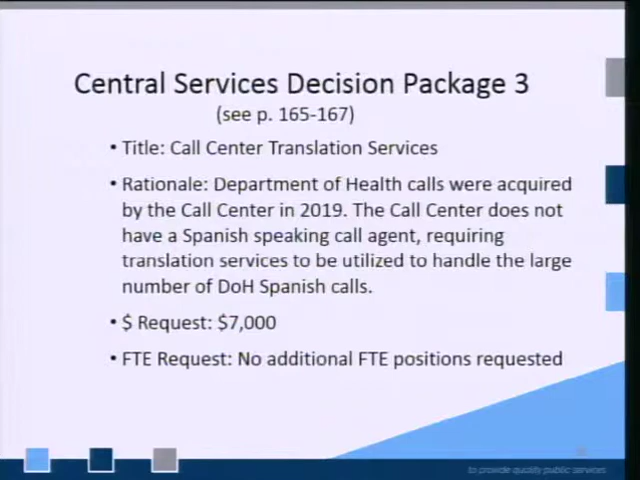 Central Services Decision Package 3
(see p. 165-167)
• Title: Call Center Translation Services
• Rationale: Department of Health calls were acquired
by the Call Center in 2019. The Call Center does not
have a Spanish speaking call agent, requiring
translation services to be utilized to handle the large
number of DoH Spanish calls.
• $ Request: $7,000
• FTE Request: No additional FTE positions requested
to provide quality public services